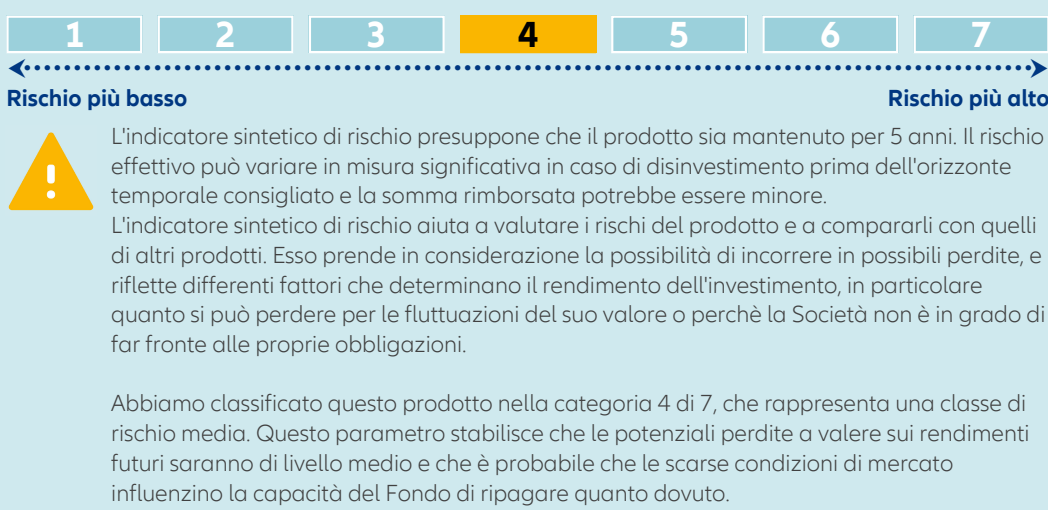 1 2 3 4 5 6 7
Rischio più basso Rischio più alto
L'indicatore sintetico di rischio presuppone che il prodotto sia mantenuto per 5 anni. Il rischio
effettivo può variare in misura significativa in caso di disinvestimento prima dell'orizzonte
temporale consigliato e la somma rimborsata potrebbe essere minore.
L'indicatore sintetico di rischio aiuta a valutare i rischi del prodotto e a compararli con quelli
di altri prodotti. Esso prende in considerazione la possibilità di incorrere in possibili perdite, e
riflette differenti fattori che determinano il rendimento dell'investimento, in particolare
quanto si può perdere per le fluttuazioni del suo valore o perchè la Società non è in grado di
far fronte alle proprie obbligazioni.
Abbiamo classificato questo prodotto nella categoria 4 di 7, che rappresenta una classe di
rischio media. Questo parametro stabilisce che le potenziali perdite a valere sui rendimenti
futuri saranno di livello medio e che è probabile che le scarse condizioni di mercato
influenzino la capacità del Fondo di ripagare quanto dovuto.